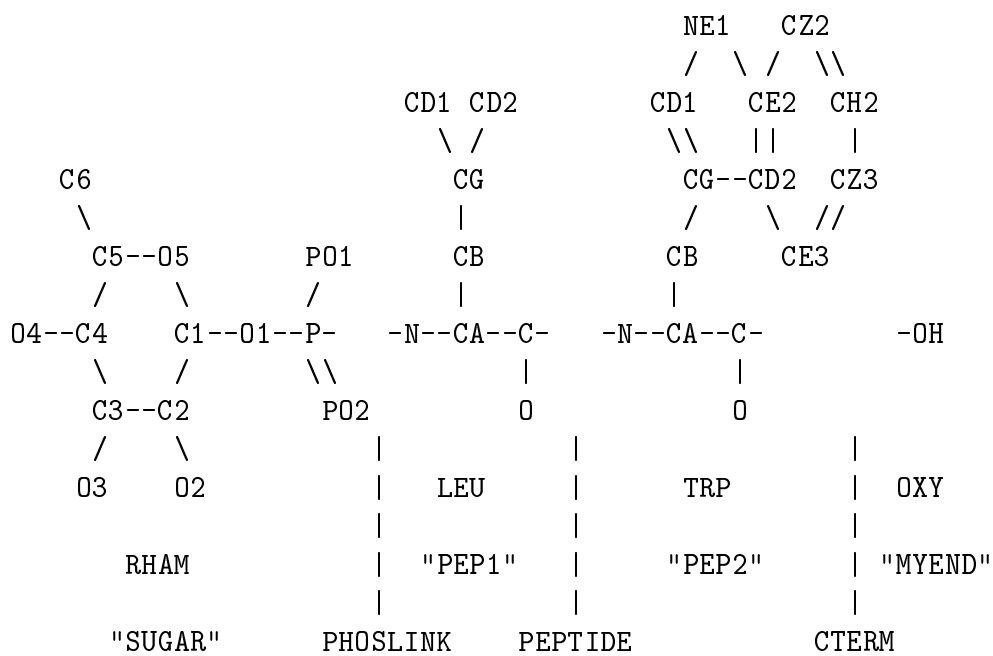 NE1 CZ2
/ \ / \\
CD1 CD2 CD1 CE2 CH2
\ / \\ || |
C6 CG CG--CD2 CZ3
\ | / \ //
C5--O5 PO1 CB CB CE3
/ \ / | |
O4--C4 C1--O1--P- -N--CA--C- -N--CA--C- -OH
\ / \\ | |
C3--C2 PO2 O O
/ \ | | |
O3 O2 | LEU | TRP | OXY
| | |
RHAM | "PEP1" | "PEP2" | "MYEND"
| | |
"SUGAR" PHOSLINK PEPTIDE CTERM